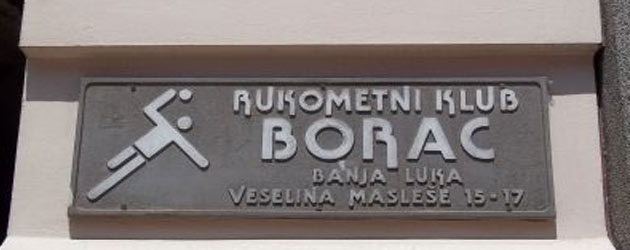 RUKOMETNI KLUB
BORAC
BANJA LUKA
VESELINA MASLEŠE 15-17